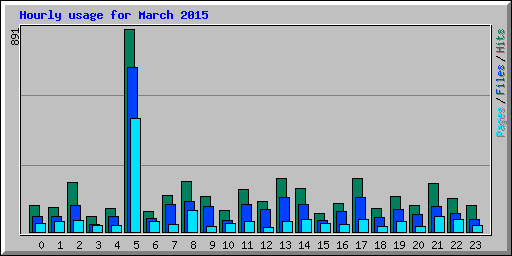 Hourly usage for March 2015
891
Pages / Files / Hits
0 1 2 3 4 5 6 7 8 9 10 11 12 13 14 15 16 17 18 19 20 21 22 23